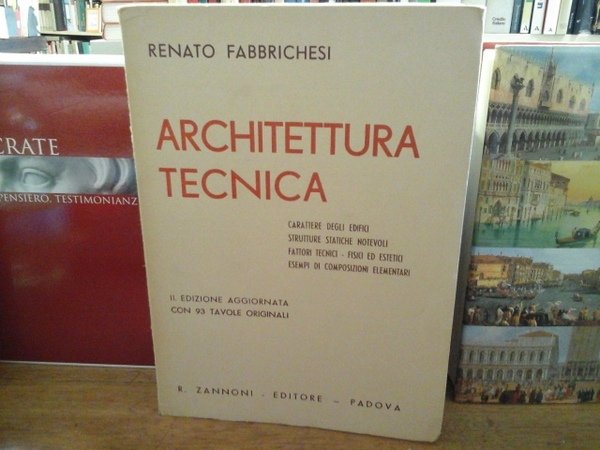 RENATO FABBRICHESI
ARCHITETTURA
TECNICA
CARATTERE DEGLI EDIFICI
STRUTTURE STATICHE NOTEVOLI
FATTORI TECNICI - FISICI ED ESTETICI
ESEMPI DI COMPOSIZIONI ELEMENTARI
II. EDIZIONE AGGIORNATA
CON 93 TAVOLE ORIGINALI
R. ZANNONI - EDITORE - PADOVA
CRATE
PENSIERO, TESTIMONIANZ